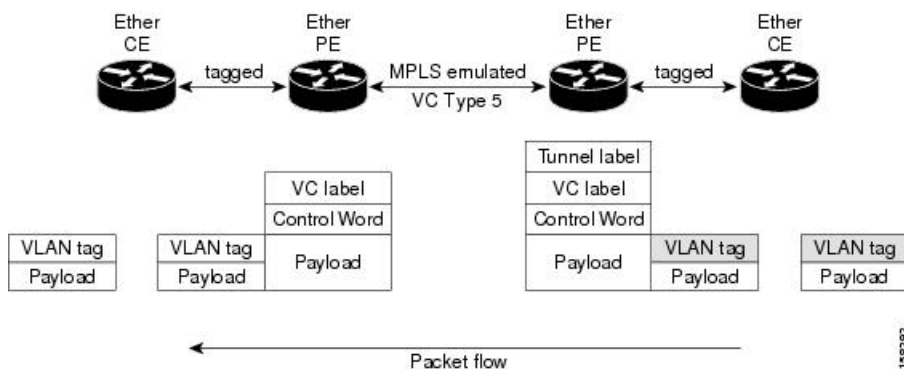 Ether
CE
Ether
PE
Ether
PE
Ether
CE
tagged
MPLS emulated
VC Type 5
tagged
Tunnel label
VC label
VC label
Control Word
Control Word
VLAN tag
VLAN tag
Payload
Payload
VLAN tag
VLAN tag
Payload
Payload
Payload
Payload
Packet flow
158393